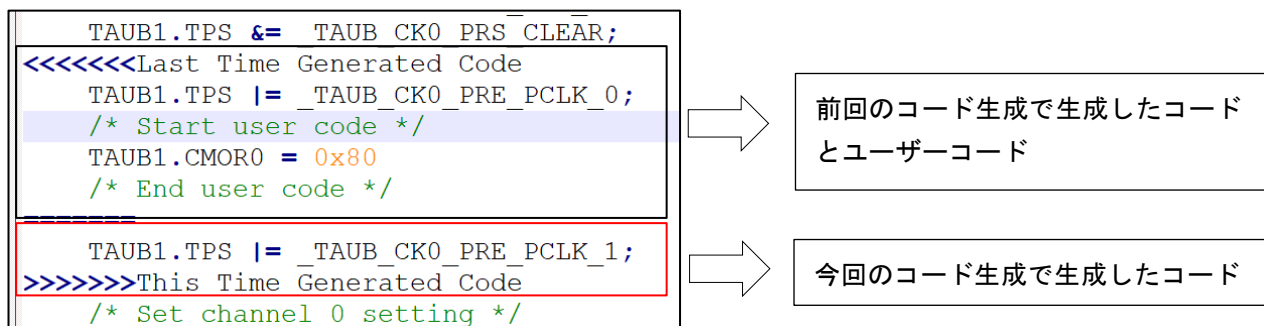 TAUB1.TPS &= _TAUB_CK0_PRS_CLEAR;
<<<<<<<Last Time Generated Code
TAUB1.TPS |= _TAUB_CK0_PRE_PCLK_0;
/* Start user code */
TAUB1.CMOR0 = 0x80
/* End user code */
=======
TAUB1.TPS |= _TAUB_CK0_PRE_PCLK_1;
>>>>>>>This Time Generated Code
/* Set channel 0 setting */
前回のコード生成で生成したコード
とユーザーコード
今回のコード生成で生成したコード